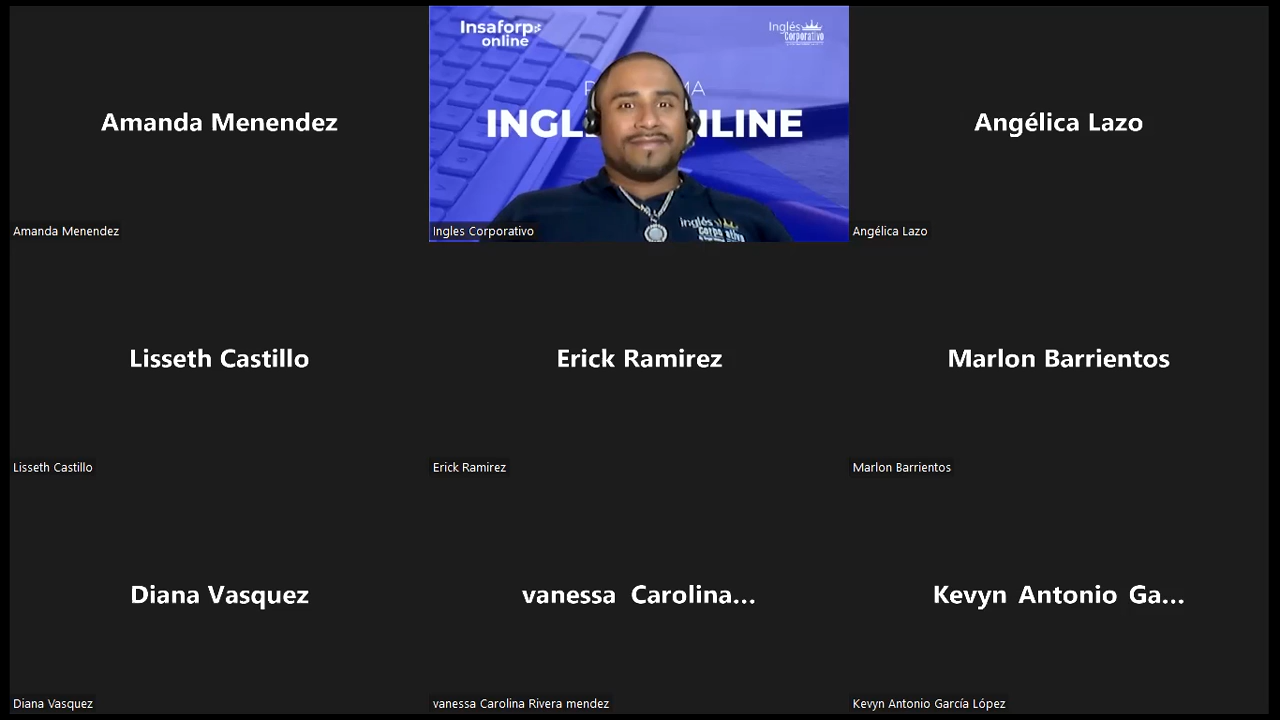 Amanda Menendez
Amanda Menendez
Insaforp
online
Inglés
Corporativo
INGL
NLINE
inglés
corporativa
Ingles Corporativo
Angélica Lazo
Angélica Lazo
Lisseth Castillo
Lisseth Castillo
Erick Ramirez
Erick Ramirez
Marlon Barrientos
Marlon Barrientos
Diana Vasquez
Diana Vasquez
vanessa Carolina...
vanessa Carolina Rivera mendez
Kevyn Antonio Ga...
Kevyn Antonio García López